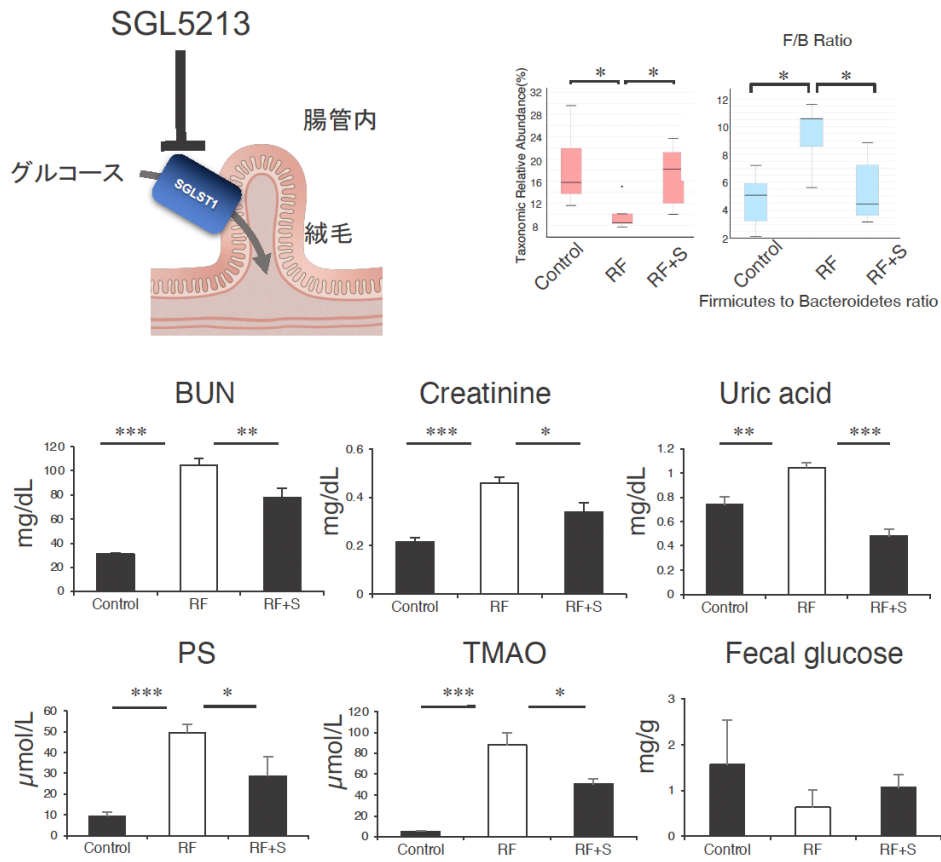 SGL5213
腸管内
グルコース
SGLST1
絨毛
Taxonomic Relative Abundance(%)
32
28
24
20
16
12
8
* *
Control RF RF+S
F/B Ratio
12
10
8
6
4
2
* *
Control RF RF+S
Firmicutes to Bacteroidetes ratio
BUN
*** **
mg/dL
120
100
80
60
40
20
0
Control RF RF+S
Creatinine
*** *
mg/dL
0.6
0.4
0.2
0
Control RF RF+S
Uric acid
** ***
mg/dL
1.2
1
0.8
0.6
0.4
0.2
0
Control RF RF+S
PS
*** *
µmol/L
60
50
40
30
20
10
0
Control RF RF+S
TMAO
*** *
µmol/L
120
100
80
60
40
20
0
Control RF RF+S
Fecal glucose
mg/g
3
2
1
0
Control RF RF+S